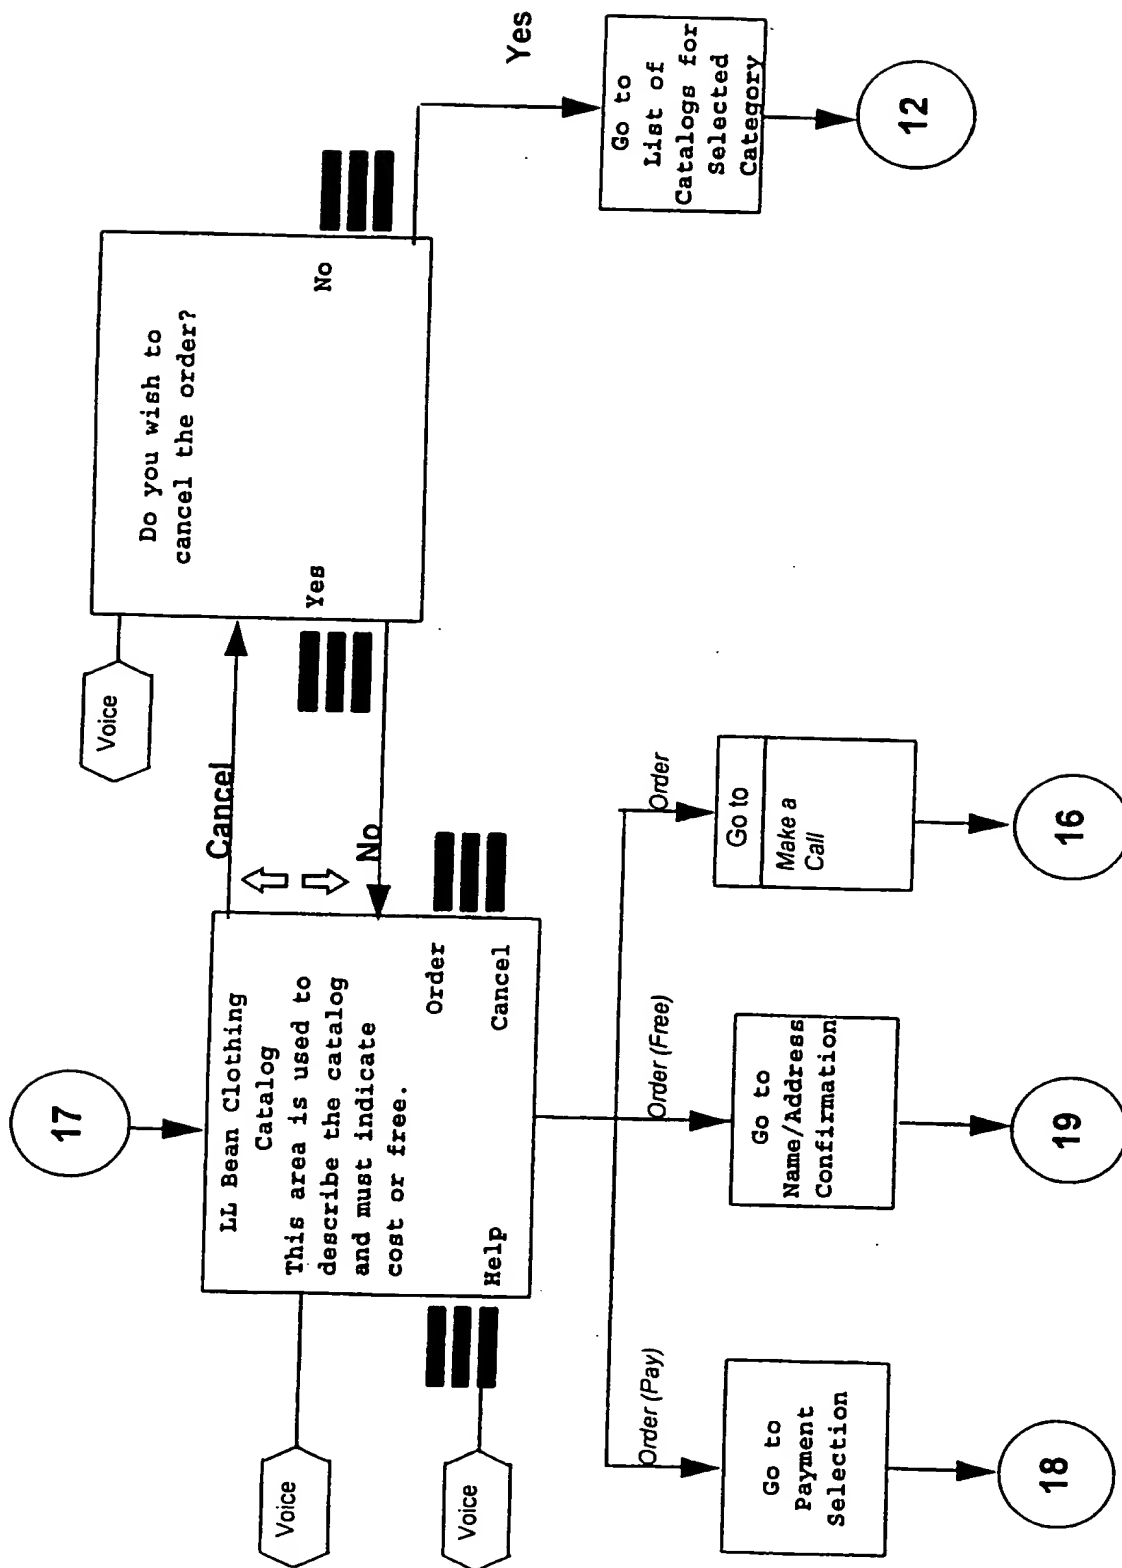 17
LL Bean Clothing
Catalog
This area is used to
describe the catalog
and must indicate
cost or free.
Order
Help
Cancel
Voice
Voice
Cancel
No
Voice
Do you wish to
cancel the order?
Yes
No
Yes
Go to
List of
Catalogs for
Selected
Category
12
Order (Pay)
Go to
Payment
Selection
18
Order (Free)
Go to
Name/Address
Confirmation
19
Order
Go to
Make a
Call
16